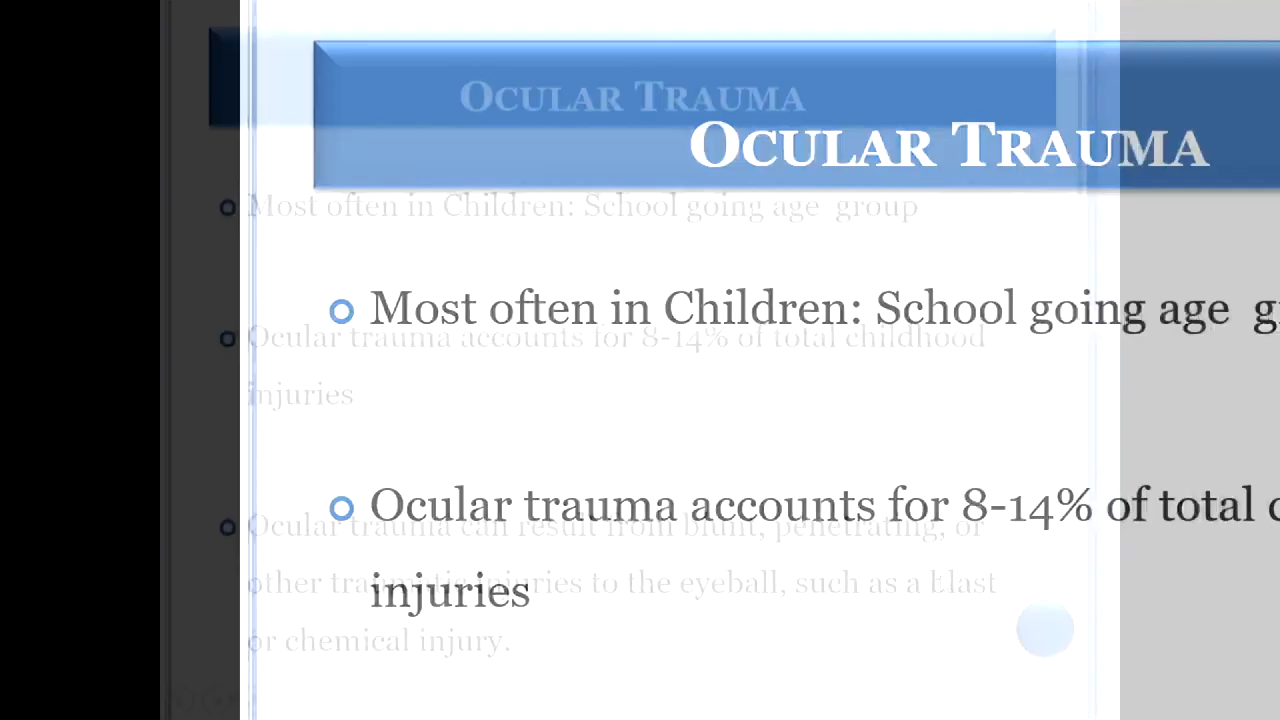 OCULAR TRAUMA
Most often in Children: School going age group
Ocular trauma accounts for 8-14% of total childhood
injuries
Ocular trauma can result from blunt, penetrating, or
other traumatic injuries to the eyeball, such as a blast
or chemical injury.
OCULAR TRAUMA
Most often in Children: School going age
Ocular trauma accounts for 8-14% of total
injuries